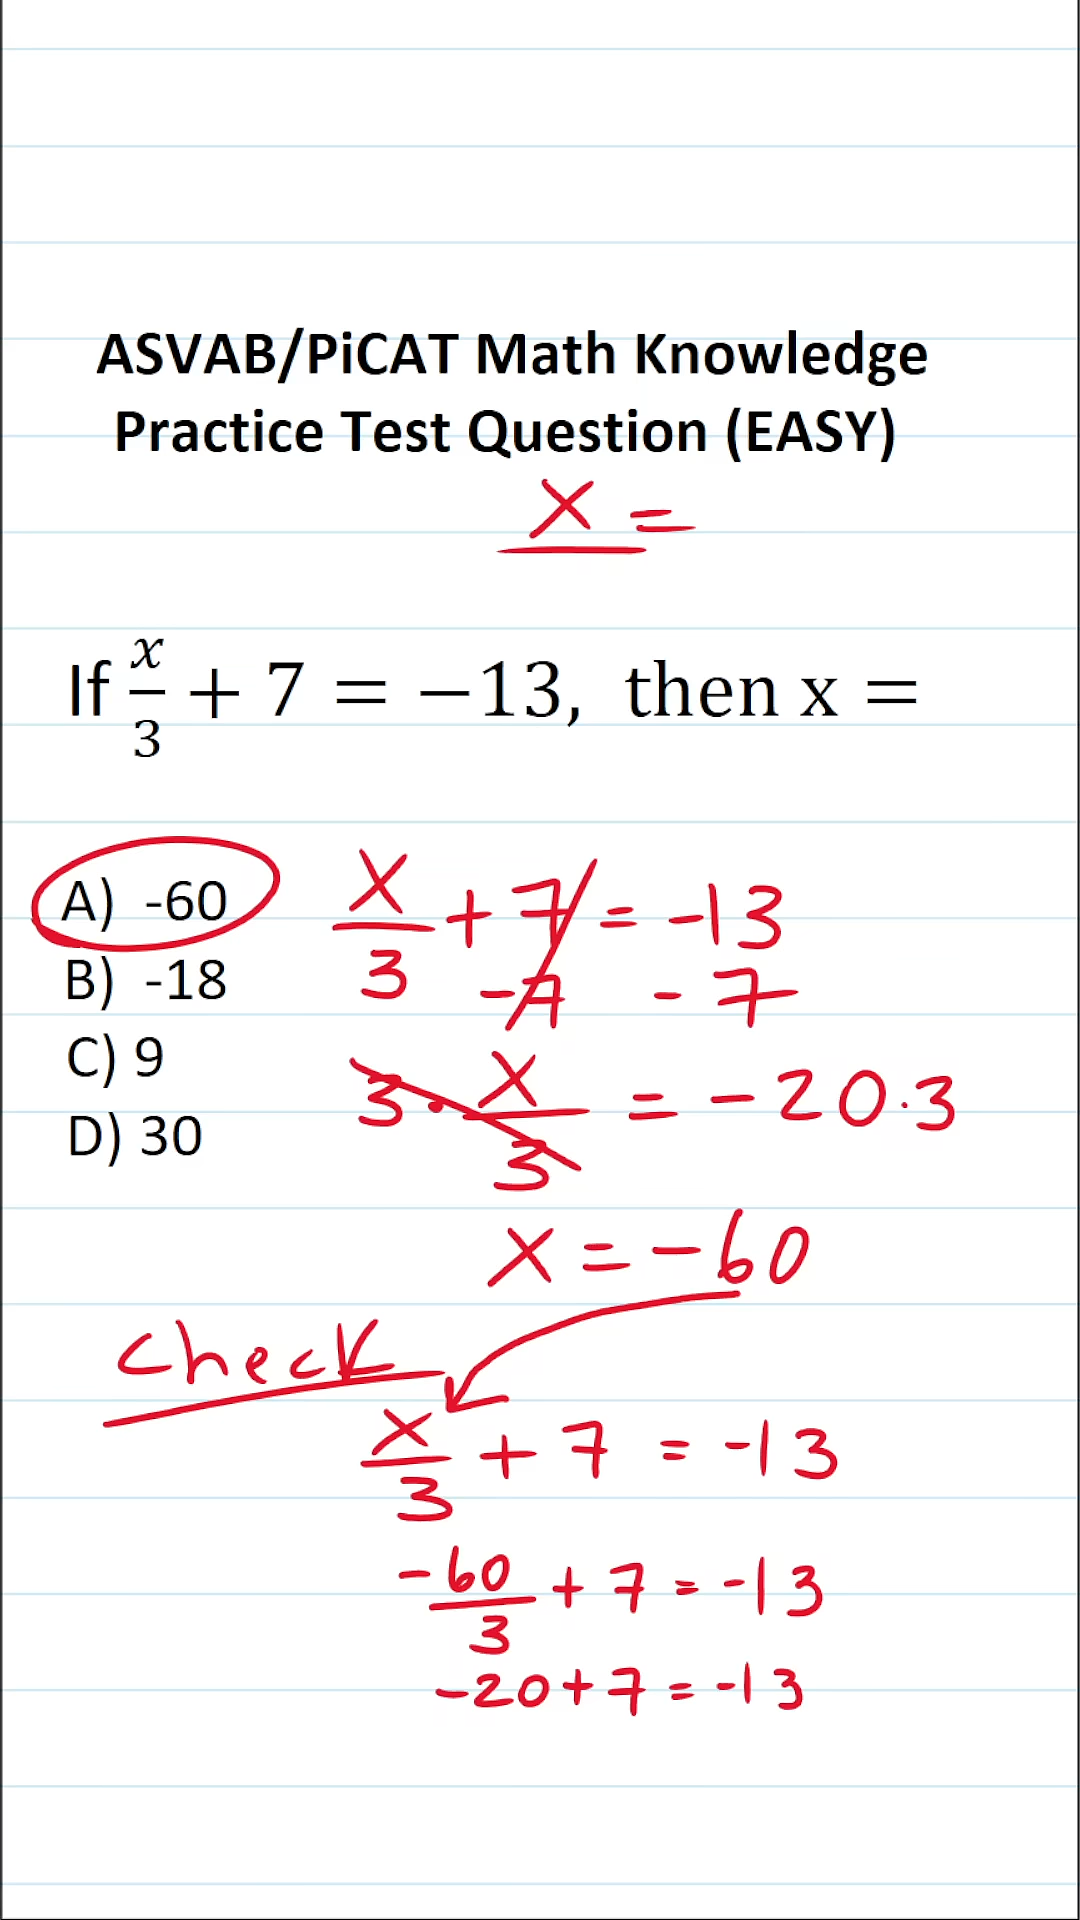 ASVAB/PiCAT Math Knowledge
Practice Test Question (EASY)
x =
If x/3 + 7 = −13, then x =
A) -60
B) -18
C) 9
D) 30
x/3 + 7 = -13
-7 -7
3 · x/3 = -20 · 3
x = -60
check
x/3 + 7 = -13
-60/3 + 7 = -13
-20 + 7 = -13